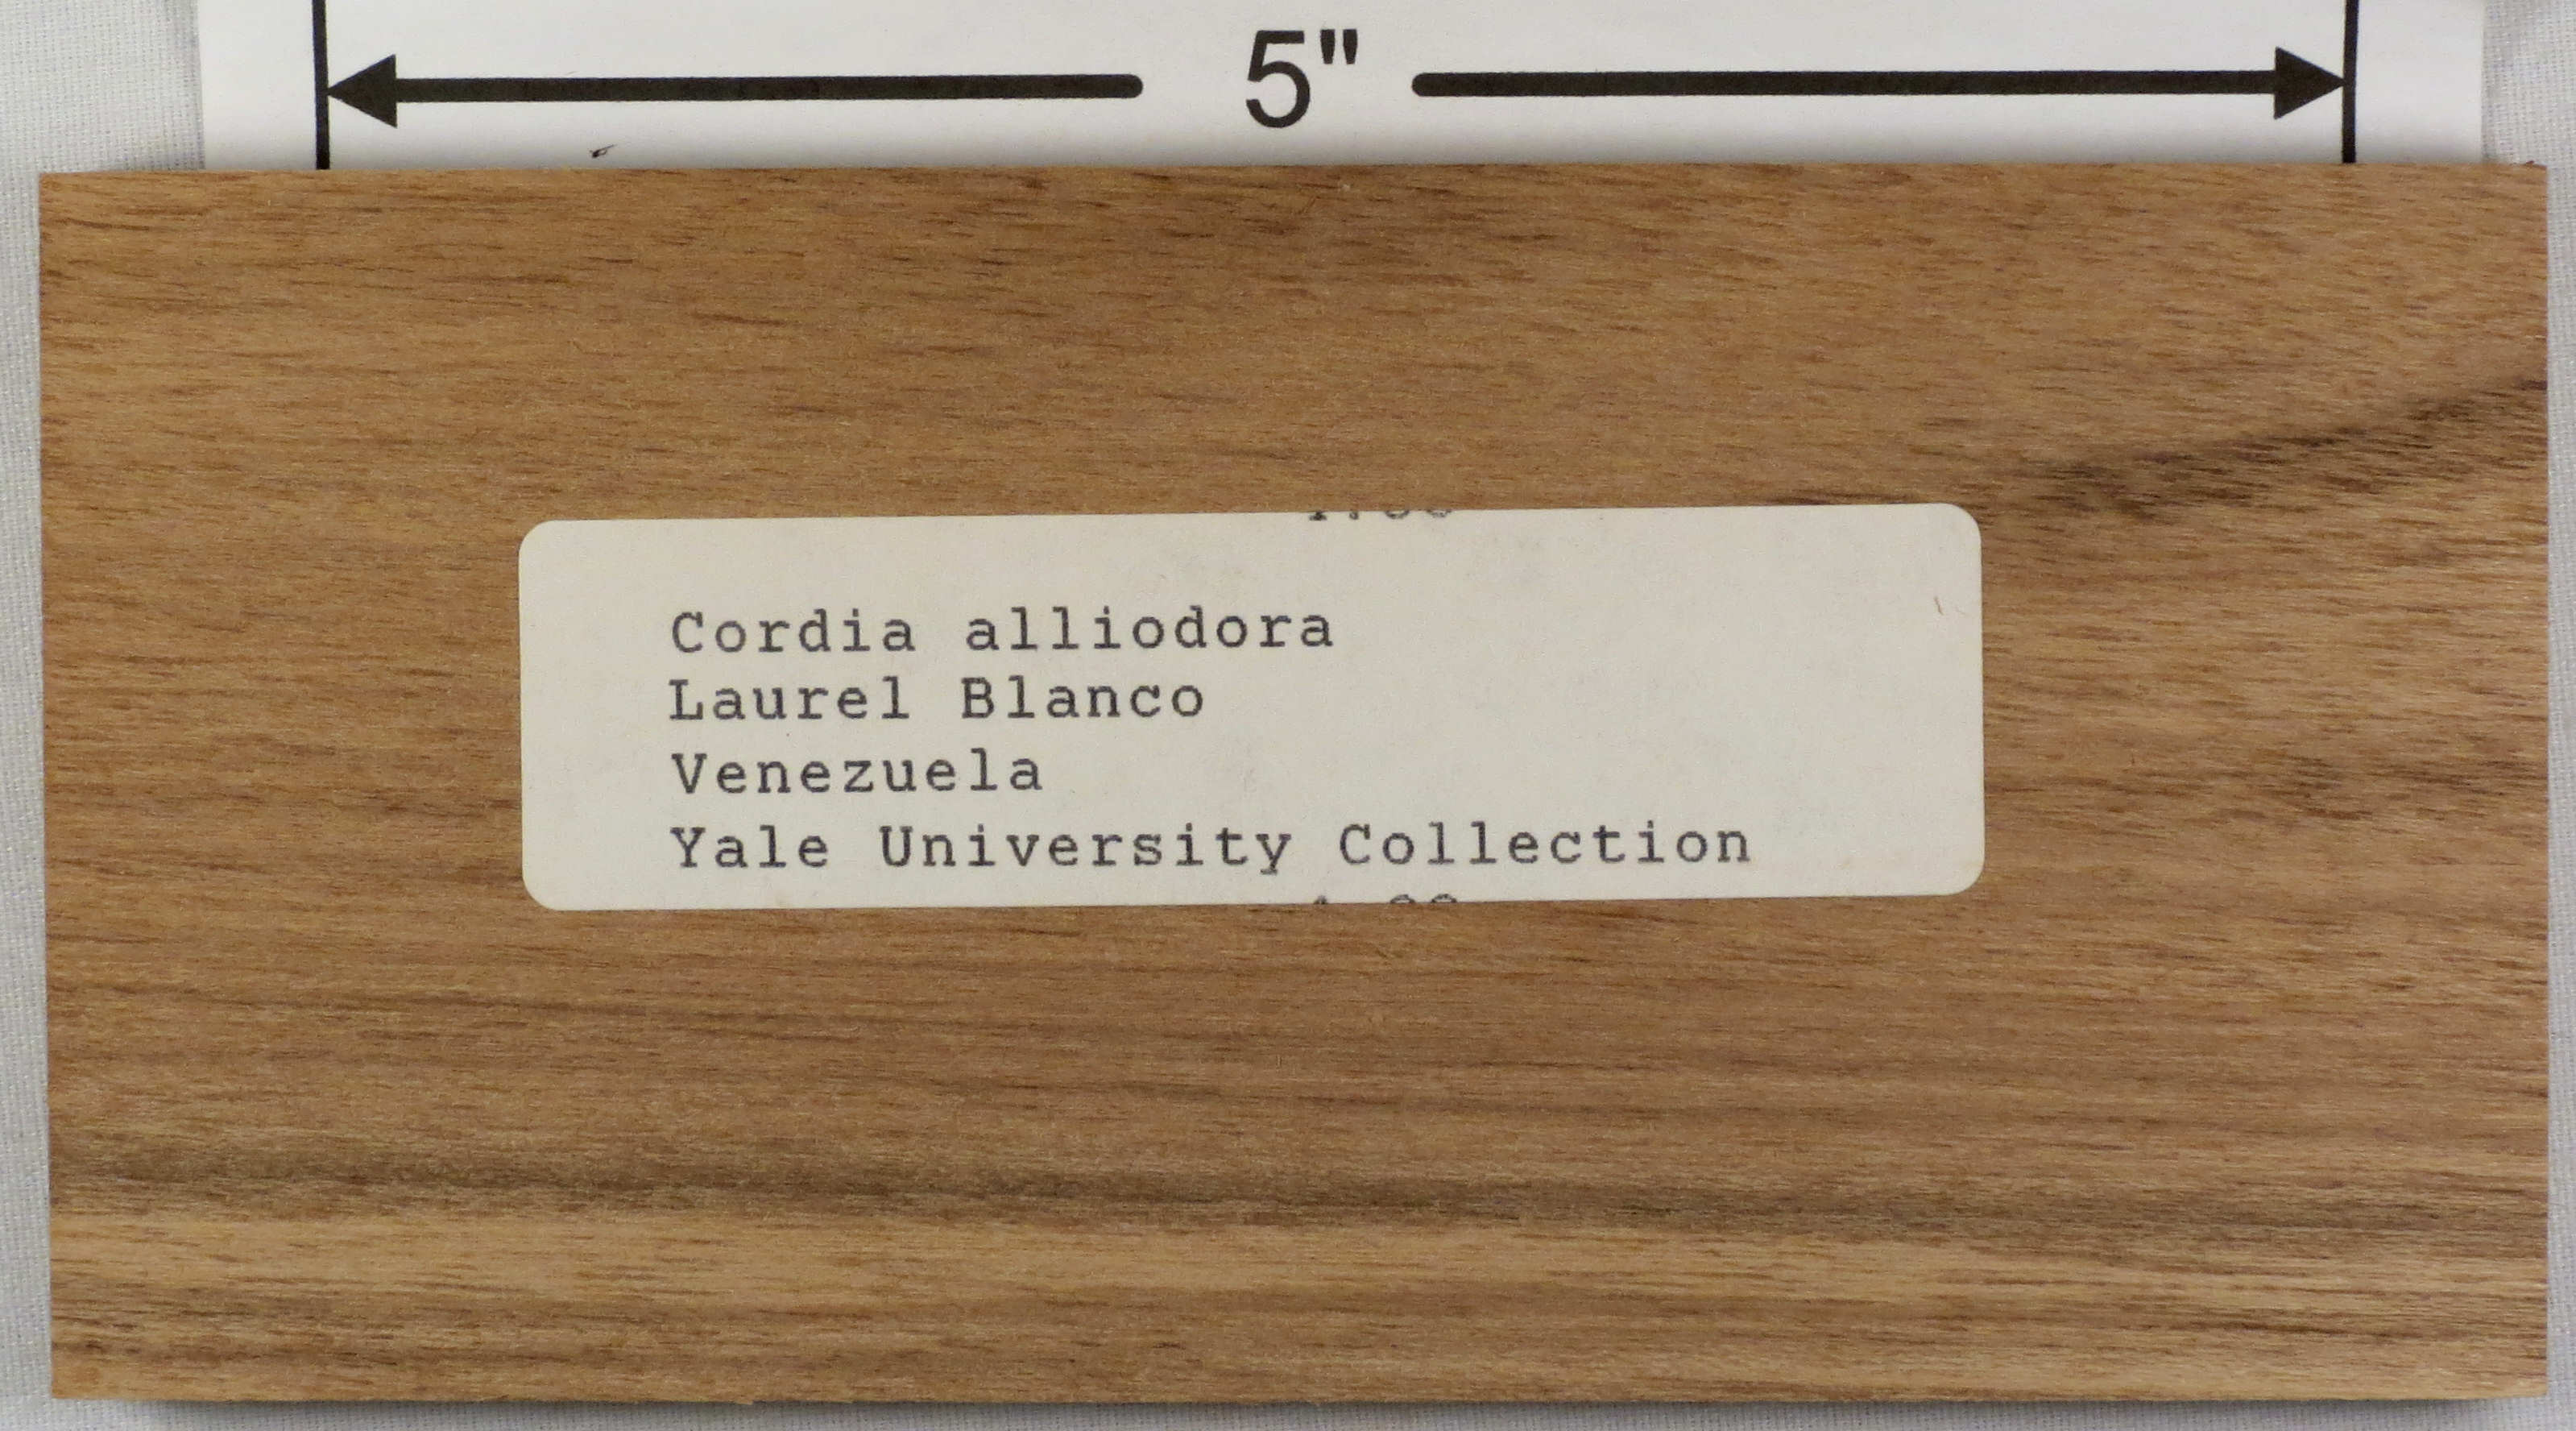 5"
Cordia alliodora
Laurel Blanco
Venezuela
Yale University Collection